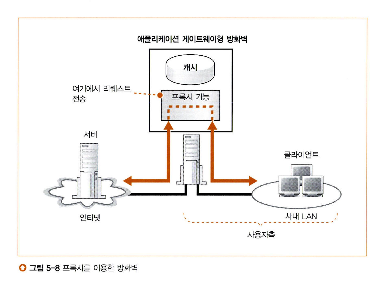 애플리케이션 게이트웨이형 방화벽
캐시
여기에서 리퀘스트
전송
프록시 기능
서버
클라이언트
인터넷
사내 LAN
사용자측
그림 5-8 프록시를 이용한 방화벽